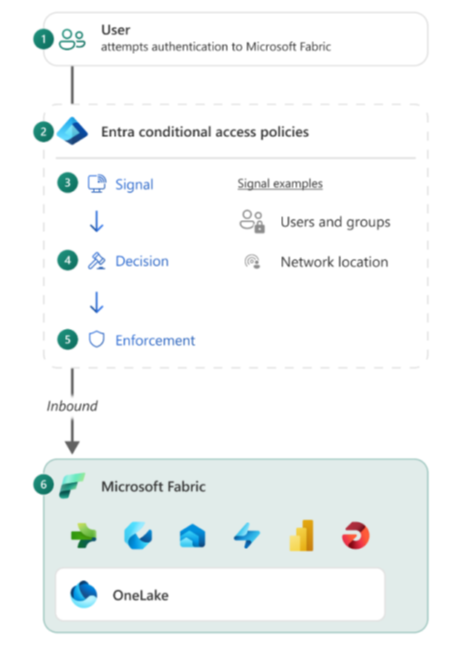 1
User
attempts authentication to Microsoft Fabric
2
Entra conditional access policies
3
Signal
Signal examples
Users and groups
4
Decision
Network location
5
Enforcement
Inbound
6
Microsoft Fabric
OneLake